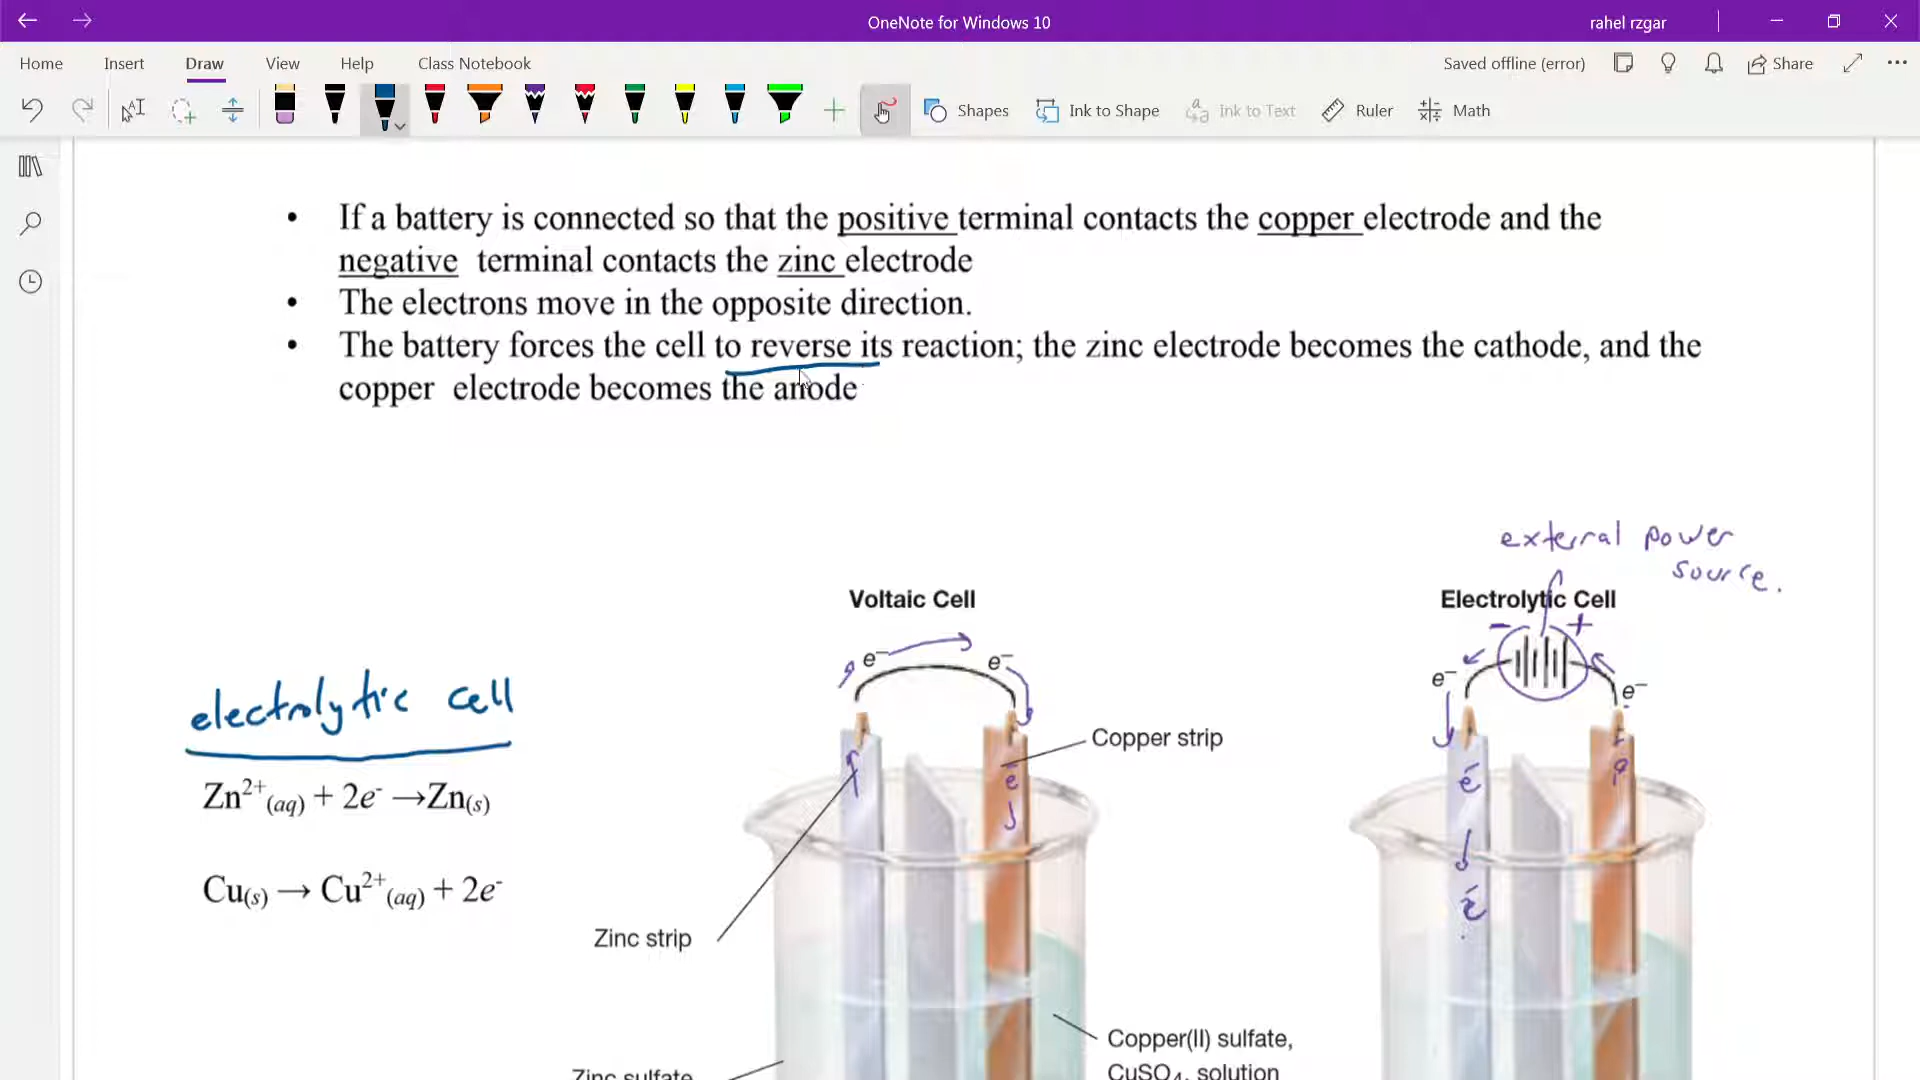 OneNote for Windows 10
rahel rzgar
Home Insert Draw View Help Class Notebook
Saved offline (error)
Share
Shapes
Ink to Shape
Ink to Text
Ruler
Math
• If a battery is connected so that the positive terminal contacts the copper electrode and the
negative terminal contacts the zinc electrode
• The electrons move in the opposite direction.
• The battery forces the cell to reverse its reaction; the zinc electrode becomes the cathode, and the
copper electrode becomes the anode
external power
source.
Voltaic Cell
Electrolytic Cell
− +
e⁻ e⁻
e⁻ e⁻
electrolytic cell
Copper strip
Zn²⁺(aq) + 2e⁻ →Zn(s)
Cu(s) → Cu²⁺(aq) + 2e⁻
Zinc strip
Copper(II) sulfate,
CuSO₄, solution
Zinc sulfate